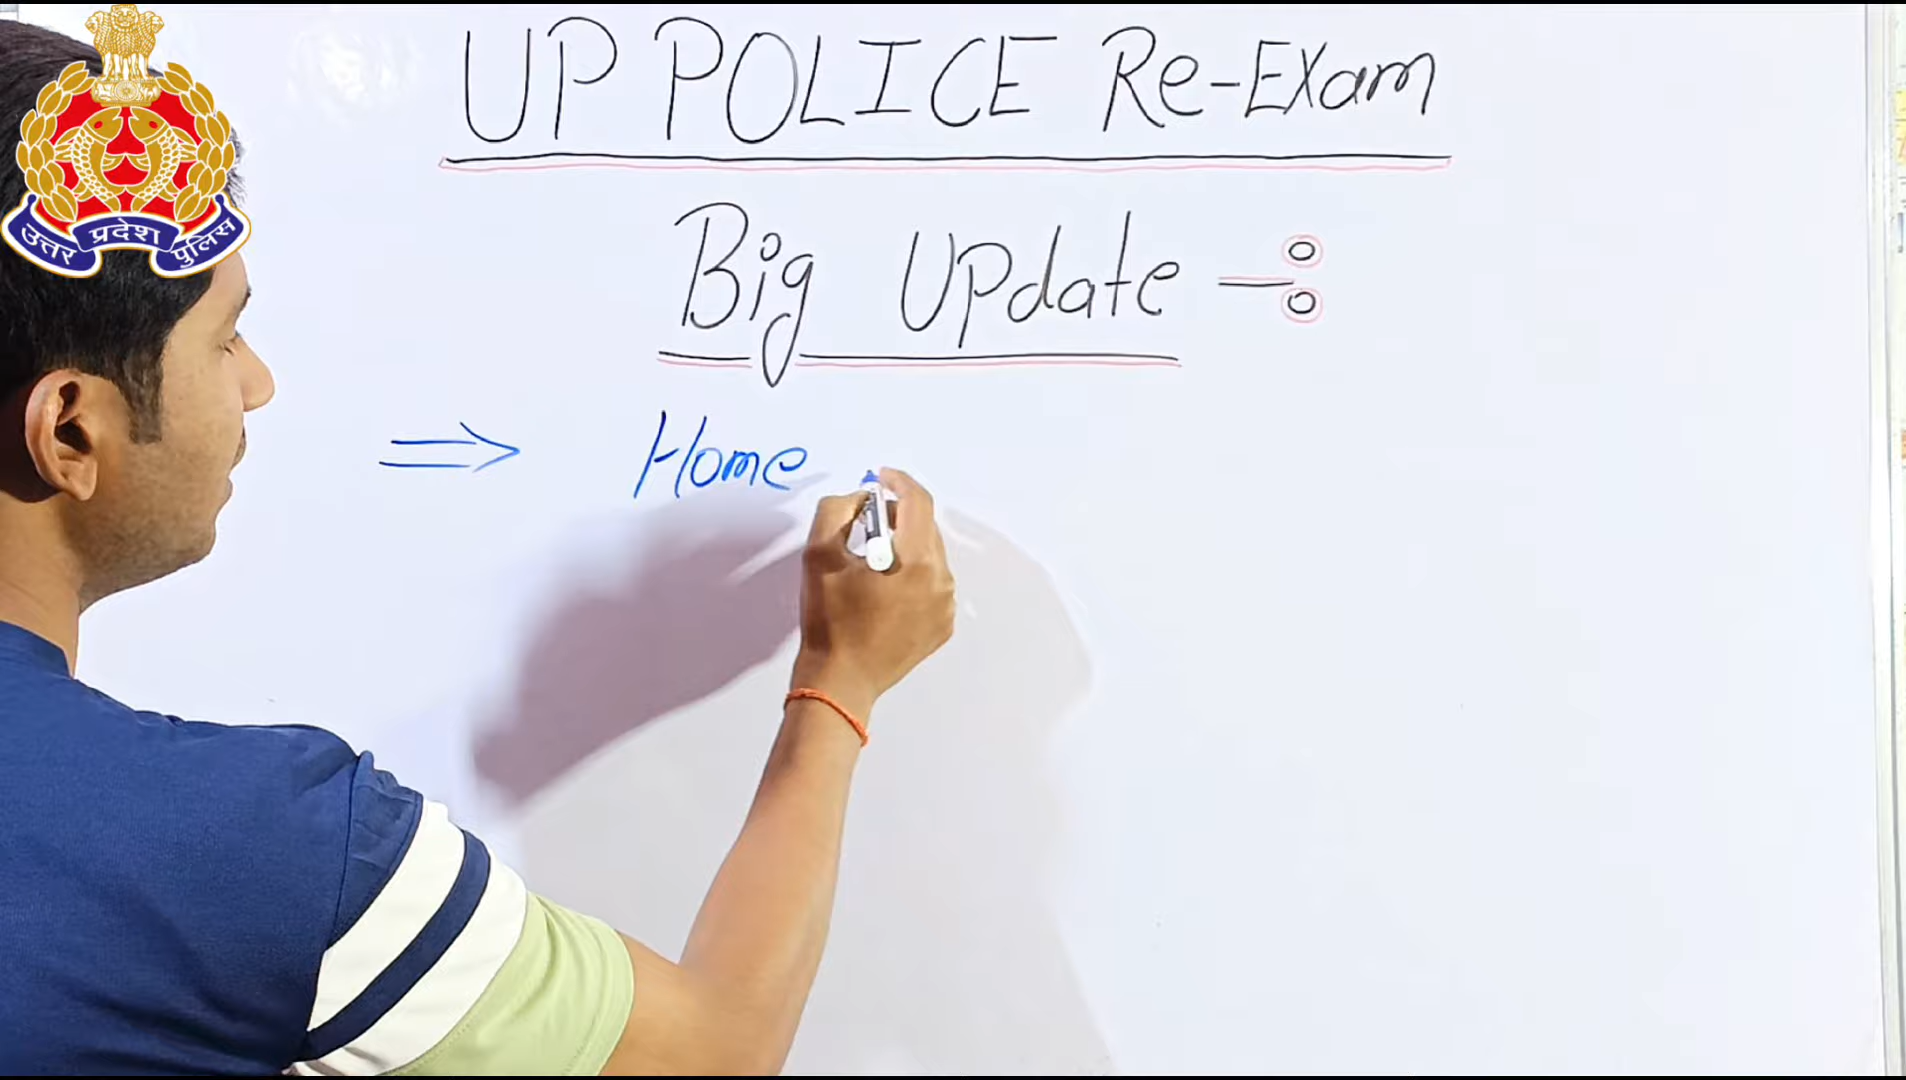 उत्तर प्रदेश पुलिस
UP POLICE Re-Exam
Big Update -:
⇒ Home